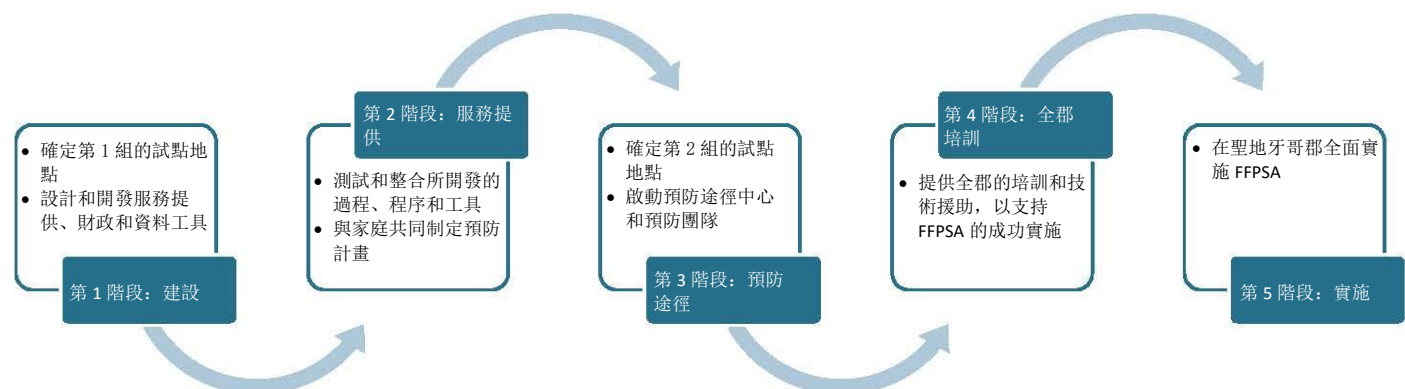 • 確定第 1 組的試點地
點
• 設計和開發服務提
供、財政和資料工具
第 1 階段：建設
第 2 階段：服務提
供
• 測試和整合所開發的
過程、程序和工具
• 與家庭共同制定預防
計畫
• 確定第 2 組的試點
地點
• 啟動預防途徑中心
和預防團隊
第 3 階段：預防
途徑
第 4 階段：全郡
培訓
• 提供全郡的培訓和技
術援助，以支持
FFPSA 的成功實施
• 在聖地牙哥郡全面實
施 FFPSA
第 5 階段：實施